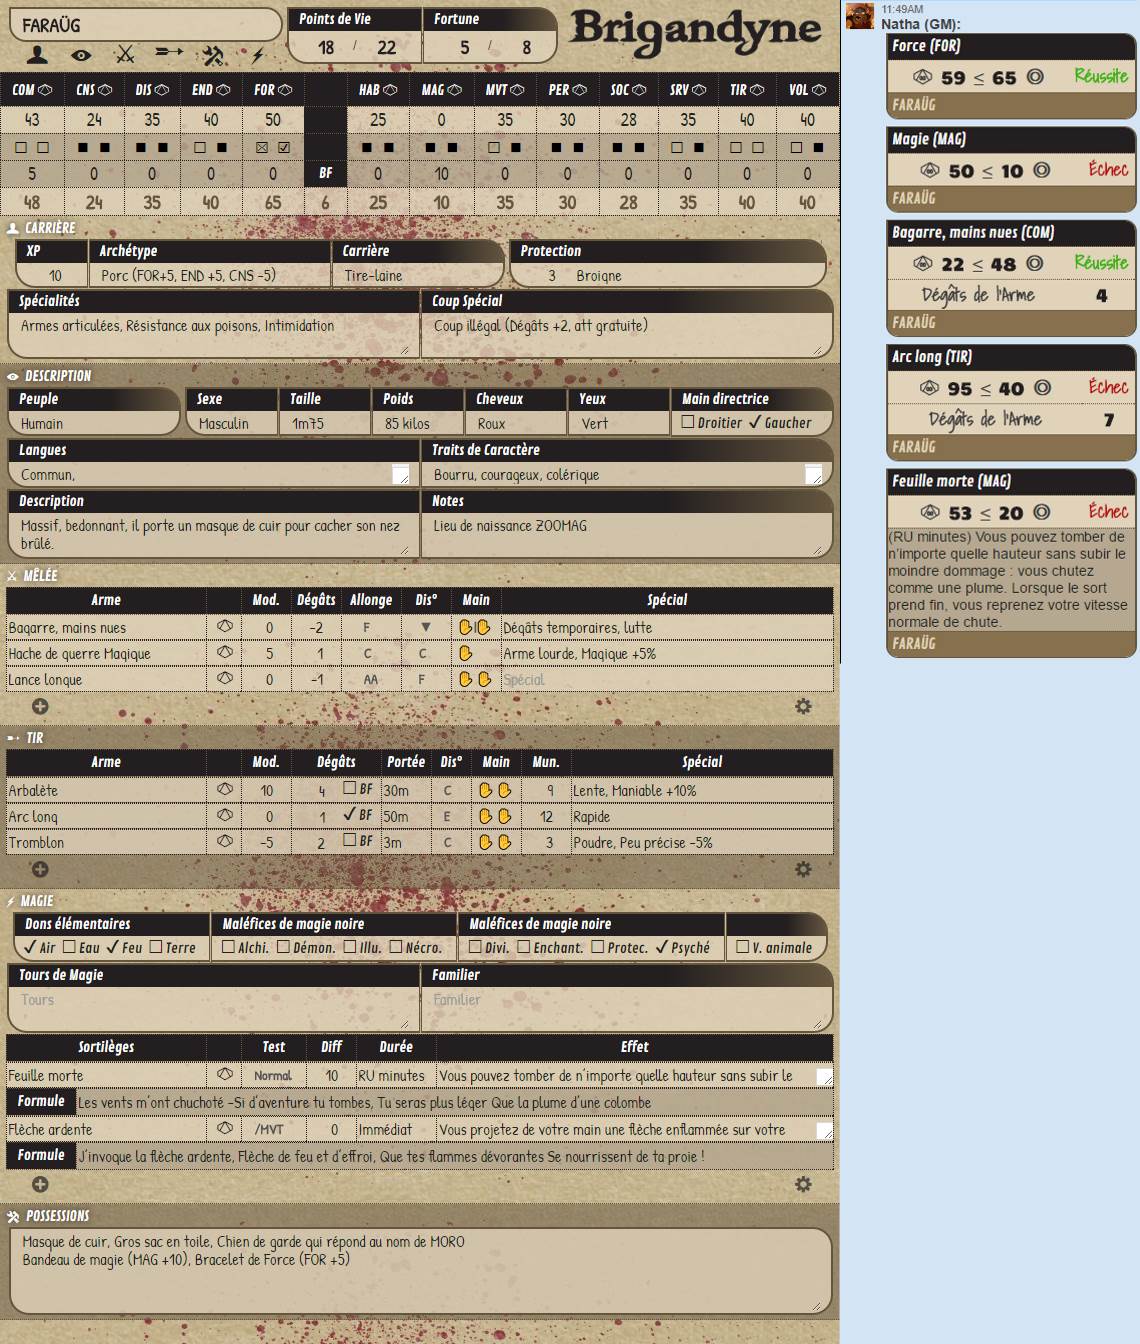 FARAÜG
Points de Vie
18 / 22
Fortune
5 / 8
Brigandyne
COM CNS DIS END FOR HAB MAG MVT PER SOC SRV TIR VOL
43 24 35 40 50 25 0 35 30 28 35 40 40
5 0 0 0 0 BF 0 10 0 0 0 0 0 0
48 24 35 40 65 6 25 10 35 30 28 35 40 40
CARRIÈRE
XP Archétype Carrière Protection
10 Porc (FOR+5, END +5, CNS -5) Tire-laine 3 Broigne
Spécialités Coup Spécial
Armes articulées, Résistance aux poisons, Intimidation Coup illégal (Dégâts +2, att gratuite)
DESCRIPTION
Peuple Sexe Taille Poids Cheveux Yeux Main directrice
Humain Masculin 1m75 85 kilos Roux Vert Droitier Gaucher
Langues Traits de Caractère
Commun, Bourru, courageux, colérique
Description Notes
Massif, bedonnant, il porte un masque de cuir pour cacher son nez Lieu de naissance ZOOMAG
brûlé.
MÊLÉE
Arme Mod. Dégâts Allonge Dis° Main Spécial
Bagarre, mains nues 0 -2 F Dégâts temporaires, lutte
Hache de guerre Magique 5 1 C C Arme lourde, Magique +5%
Lance longue 0 -1 AA F Spécial
TIR
Arme Mod. Dégâts Portée Dis° Main Mun. Spécial
Arbalète 10 4 BF 30m C 9 Lente, Maniable +10%
Arc long 0 1 BF 50m E 12 Rapide
Tromblon -5 2 BF 3m C 3 Poudre, Peu précise -5%
MAGIE
Dons élémentaires Maléfices de magie noire Maléfices de magie noire
Air Eau Feu Terre Alchi. Démon. Illu. Nécro. Divi. Enchant. Protec. Psyché V. animale
Tours de Magie Familier
Tours Familier
Sortilèges Test Diff Durée Effet
Feuille morte Normal 10 RU minutes Vous pouvez tomber de n'importe quelle hauteur sans subir le
Formule Les vents m'ont chuchoté -Si d'aventure tu tombes, Tu seras plus léger Que la plume d'une colombe
Flèche ardente /MVT 0 Immédiat Vous projetez de votre main une flèche enflammée sur votre
Formule J'invoque la flèche ardente, Flèche de feu et d'effroi, Que tes flammes dévorantes Se nourrissent de ta proie !
POSSESSIONS
Masque de cuir, Gros sac en toile, Chien de garde qui répond au nom de MORO
Bandeau de magie (MAG +10), Bracelet de Force (FOR +5)
11:49AM
Natha (GM):
Force (FOR)
59 ≤ 65 Réussite
FARAÜG
Magie (MAG)
50 ≤ 10 Échec
FARAÜG
Bagarre, mains nues (COM)
22 ≤ 48 Réussite
Dégâts de l'Arme 4
FARAÜG
Arc long (TIR)
95 ≤ 40 Échec
Dégâts de l'Arme 7
FARAÜG
Feuille morte (MAG)
53 ≤ 20 Échec
(RU minutes) Vous pouvez tomber de
n'importe quelle hauteur sans subir le
moindre dommage : vous chutez
comme une plume. Lorsque le sort
prend fin, vous reprenez votre vitesse
normale de chute.
FARAÜG